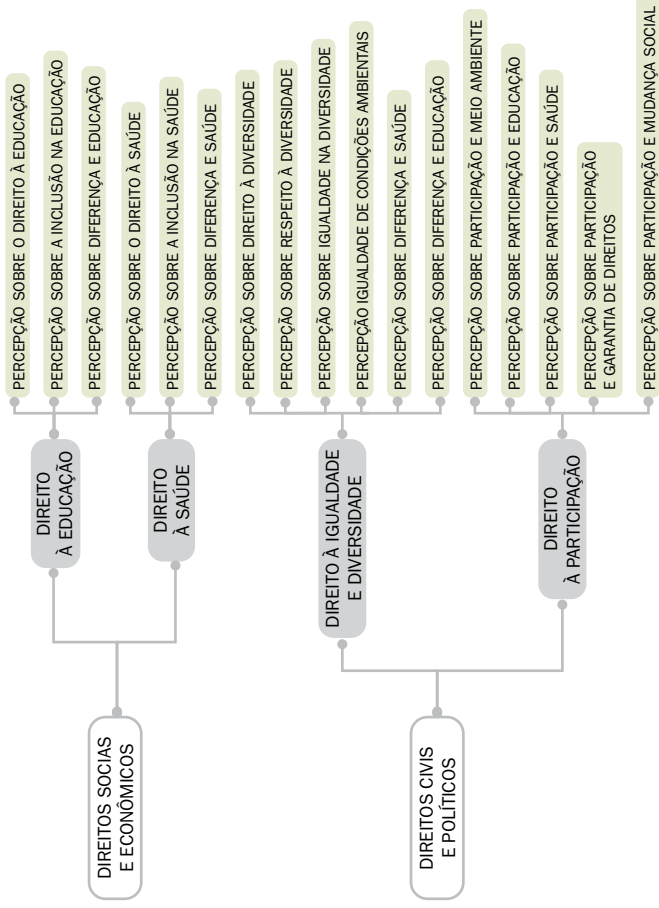 DIREITOS SOCIAS
E ECONÔMICOS
DIREITO
À EDUCAÇÃO
PERCEPÇÃO SOBRE O DIREITO À EDUCAÇÃO
PERCEPÇÃO SOBRE A INCLUSÃO NA EDUCAÇÃO
PERCEPÇÃO SOBRE DIFERENÇA E EDUCAÇÃO
DIREITO
À SAÚDE
PERCEPÇÃO SOBRE O DIREITO À SAÚDE
PERCEPÇÃO SOBRE A INCLUSÃO NA SAÚDE
PERCEPÇÃO SOBRE DIFERENÇA E SAÚDE
DIREITOS CIVIS
E POLÍTICOS
DIREITO À IGUALDADE
E DIVERSIDADE
PERCEPÇÃO SOBRE DIREITO À DIVERSIDADE
PERCEPÇÃO SOBRE RESPEITO À DIVERSIDADE
PERCEPÇÃO SOBRE IGUALDADE NA DIVERSIDADE
PERCEPÇÃO IGUALDADE DE CONDIÇÕES AMBIENTAIS
PERCEPÇÃO SOBRE DIFERENÇA E SAÚDE
PERCEPÇÃO SOBRE DIFERENÇA E EDUCAÇÃO
DIREITO
À PARTICIPAÇÃO
PERCEPÇÃO SOBRE PARTICIPAÇÃO E MEIO AMBIENTE
PERCEPÇÃO SOBRE PARTICIPAÇÃO E EDUCAÇÃO
PERCEPÇÃO SOBRE PARTICIPAÇÃO E SAÚDE
PERCEPÇÃO SOBRE PARTICIPAÇÃO
E GARANTIA DE DIREITOS
PERCEPÇÃO SOBRE PARTICIPAÇÃO E MUDANÇA SOCIAL